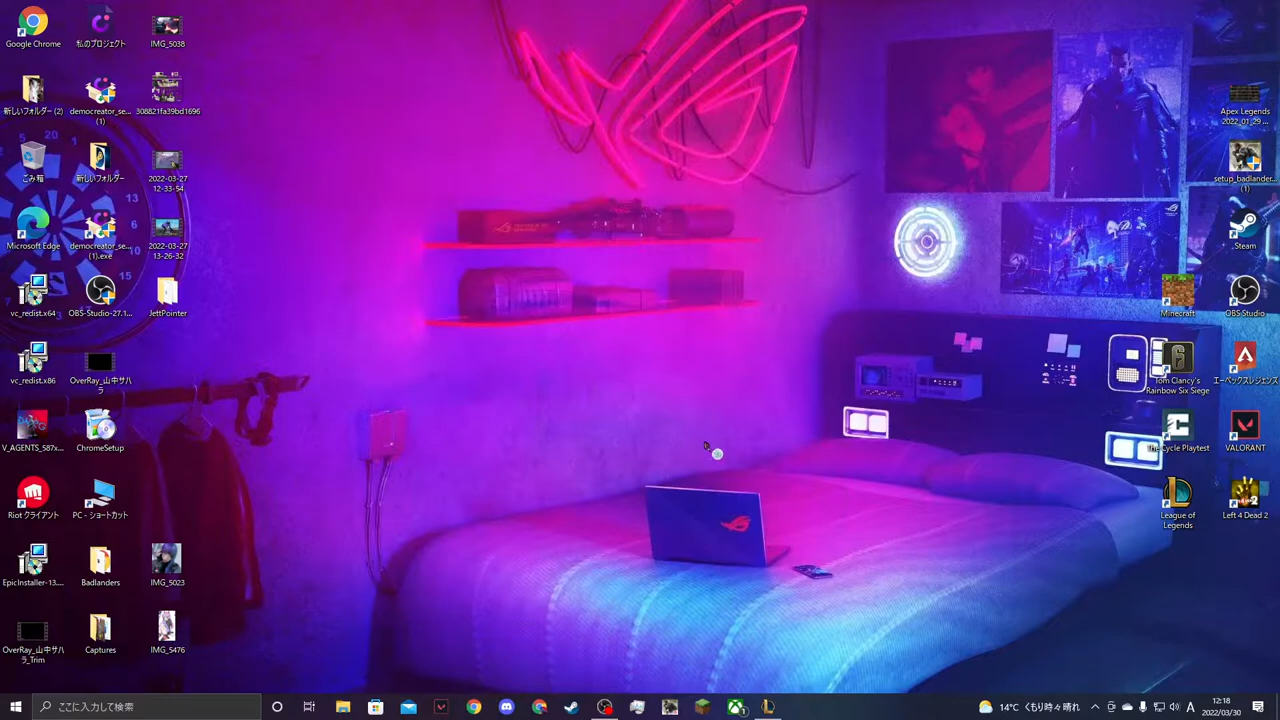 Google Chrome
私のプロジェクト
IMG_5038
新しいフォルダー (2)
democreator_se...
(1)
308821fa39bd1696
ごみ箱
新しいフォルダー
2022-03-27
12-33-54
Microsoft Edge
democreator_se...
(1).exe
2022-03-27
13-26-32
vc_redist.x64
OBS-Studio-27.1...
JettPointer
vc_redist.x86
OverRay_山中サハ
ラ
V_AGENTS_587x...
ChromeSetup
Riot クライアント
PC - ショートカット
EpicInstaller-13....
Badlanders
IMG_5023
OverRay_山中サハ
ラ_Trim
Captures
IMG_5476
Apex Legends
2022_01_29 ...
setup_badlander...
(1)
Steam
Minecraft
OBS Studio
Tom Clancy's
Rainbow Six Siege
エーペックスレジェンズ
The Cycle Playtest
VALORANT
League of
Legends
Left 4 Dead 2
5
20
1
13
6
10
15
3
ここに入力して検索
14°C くもり時々晴れ
A
12:18
2022/03/30